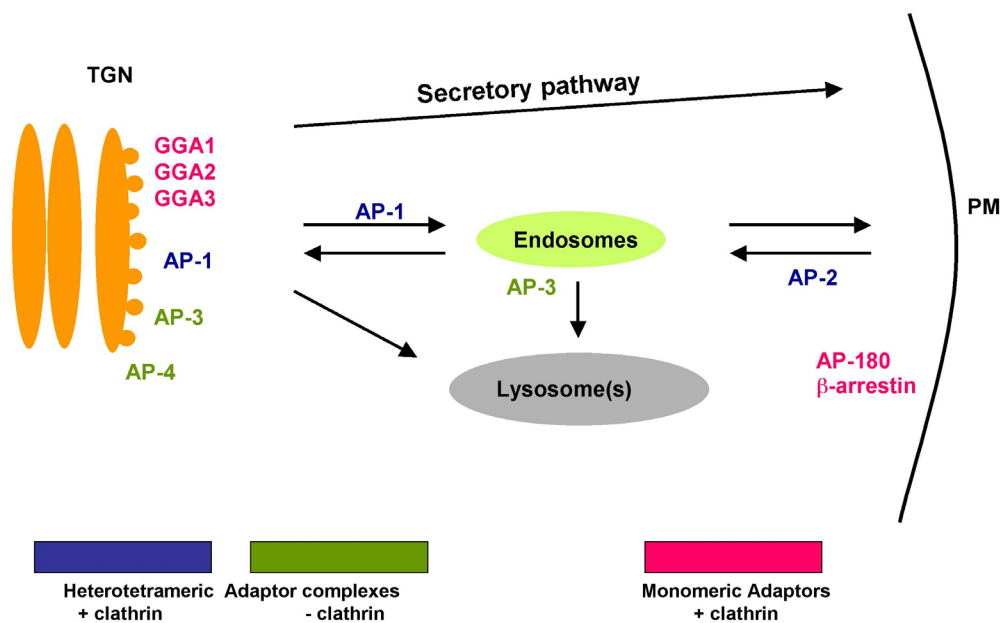 TGN
Secretory pathway
GGA1
GGA2
GGA3
AP-1
AP-3
AP-4
AP-1
Endosomes
AP-3
Lysosome(s)
AP-2
PM
AP-180
β-arrestin
Heterotetrameric Adaptor complexes
+ clathrin - clathrin
Monomeric Adaptors
+ clathrin